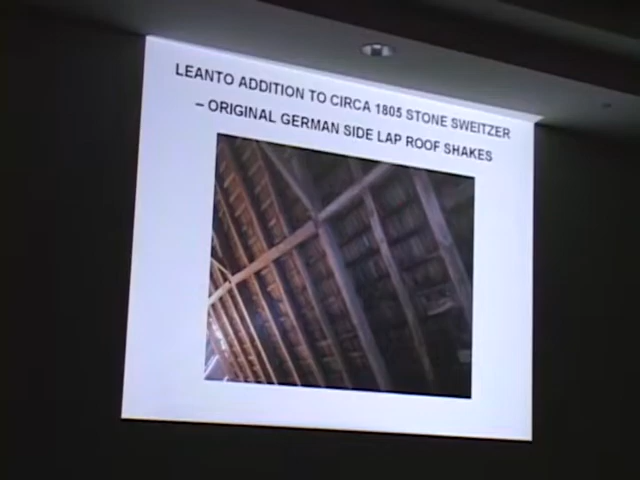 LEANTO ADDITION TO CIRCA 1805 STONE SWEITZER
– ORIGINAL GERMAN SIDE LAP ROOF SHAKES